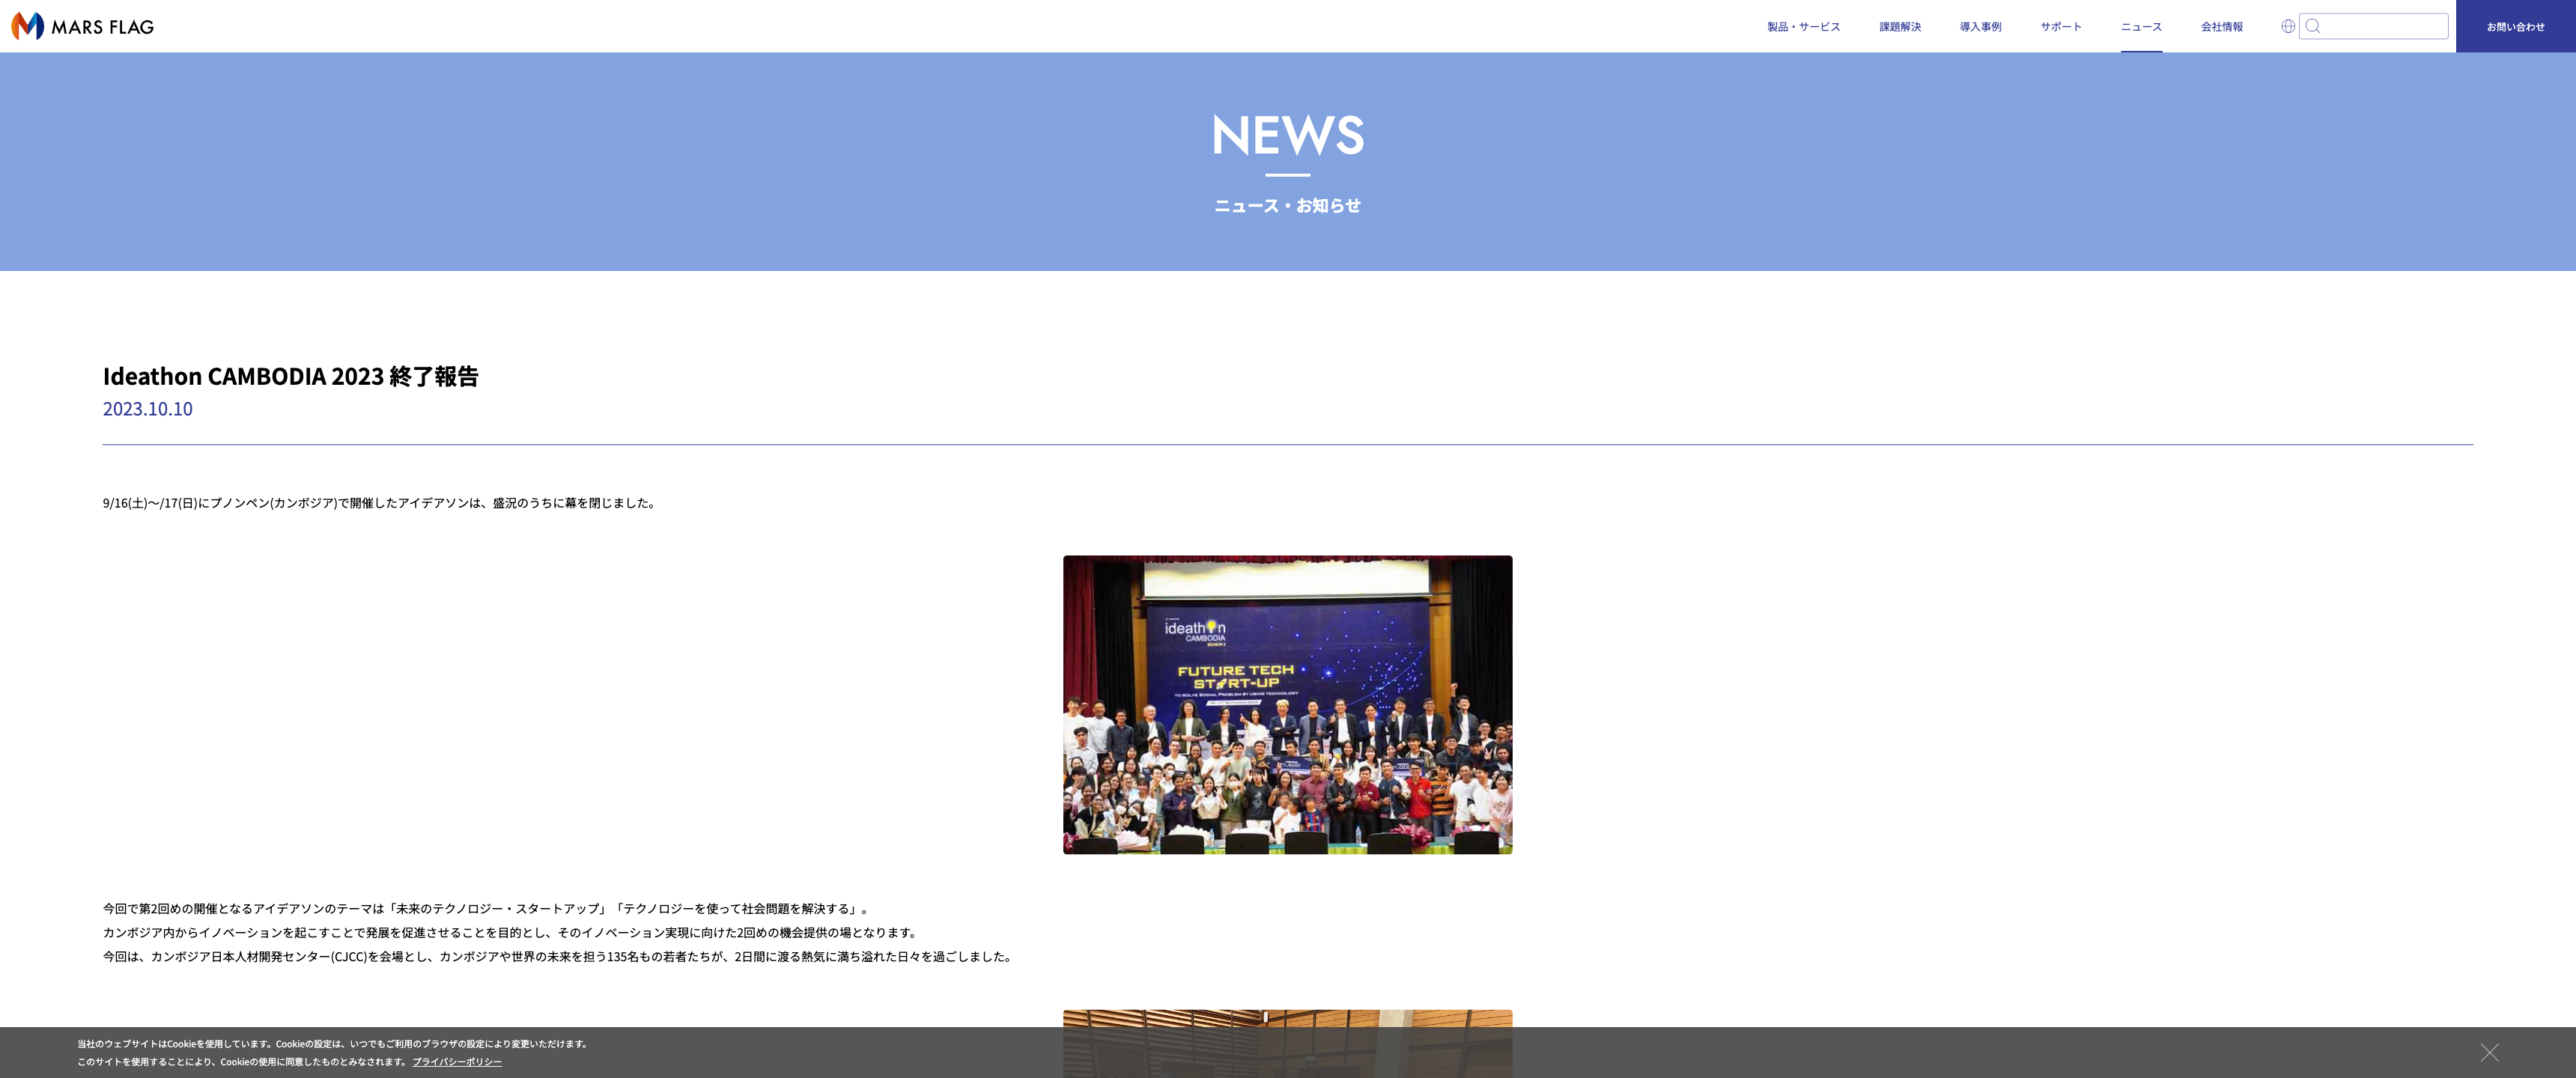 MARS FLAG
製品・サービス
課題解決
導入事例
サポート
ニュース
会社情報
お問い合わせ
NEWS
ニュース・お知らせ
Ideathon CAMBODIA 2023 終了報告
2023.10.10
9/16(土)～/17(日)にプノンペン(カンボジア)で開催したアイデアソンは、盛況のうちに幕を閉じました。
ideathon
CAMBODIA
FUTURE TECH
START-UP
TO SOLVE SOCIAL PROBLEM BY USING TECHNOLOGY
今回で第2回めの開催となるアイデアソンのテーマは「未来のテクノロジー・スタートアップ」「テクノロジーを使って社会問題を解決する」。
カンボジア内からイノベーションを起こすことで発展を促進させることを目的とし、そのイノベーション実現に向けた2回めの機会提供の場となります。
今回は、カンボジア日本人材開発センター(CJCC)を会場とし、カンボジアや世界の未来を担う135名もの若者たちが、2日間に渡る熱気に満ち溢れた日々を過ごしました。
当社のウェブサイトはCookieを使用しています。Cookieの設定は、いつでもご利用のブラウザの設定により変更いただけます。
このサイトを使用することにより、Cookieの使用に同意したものとみなされます。 プライバシーポリシー